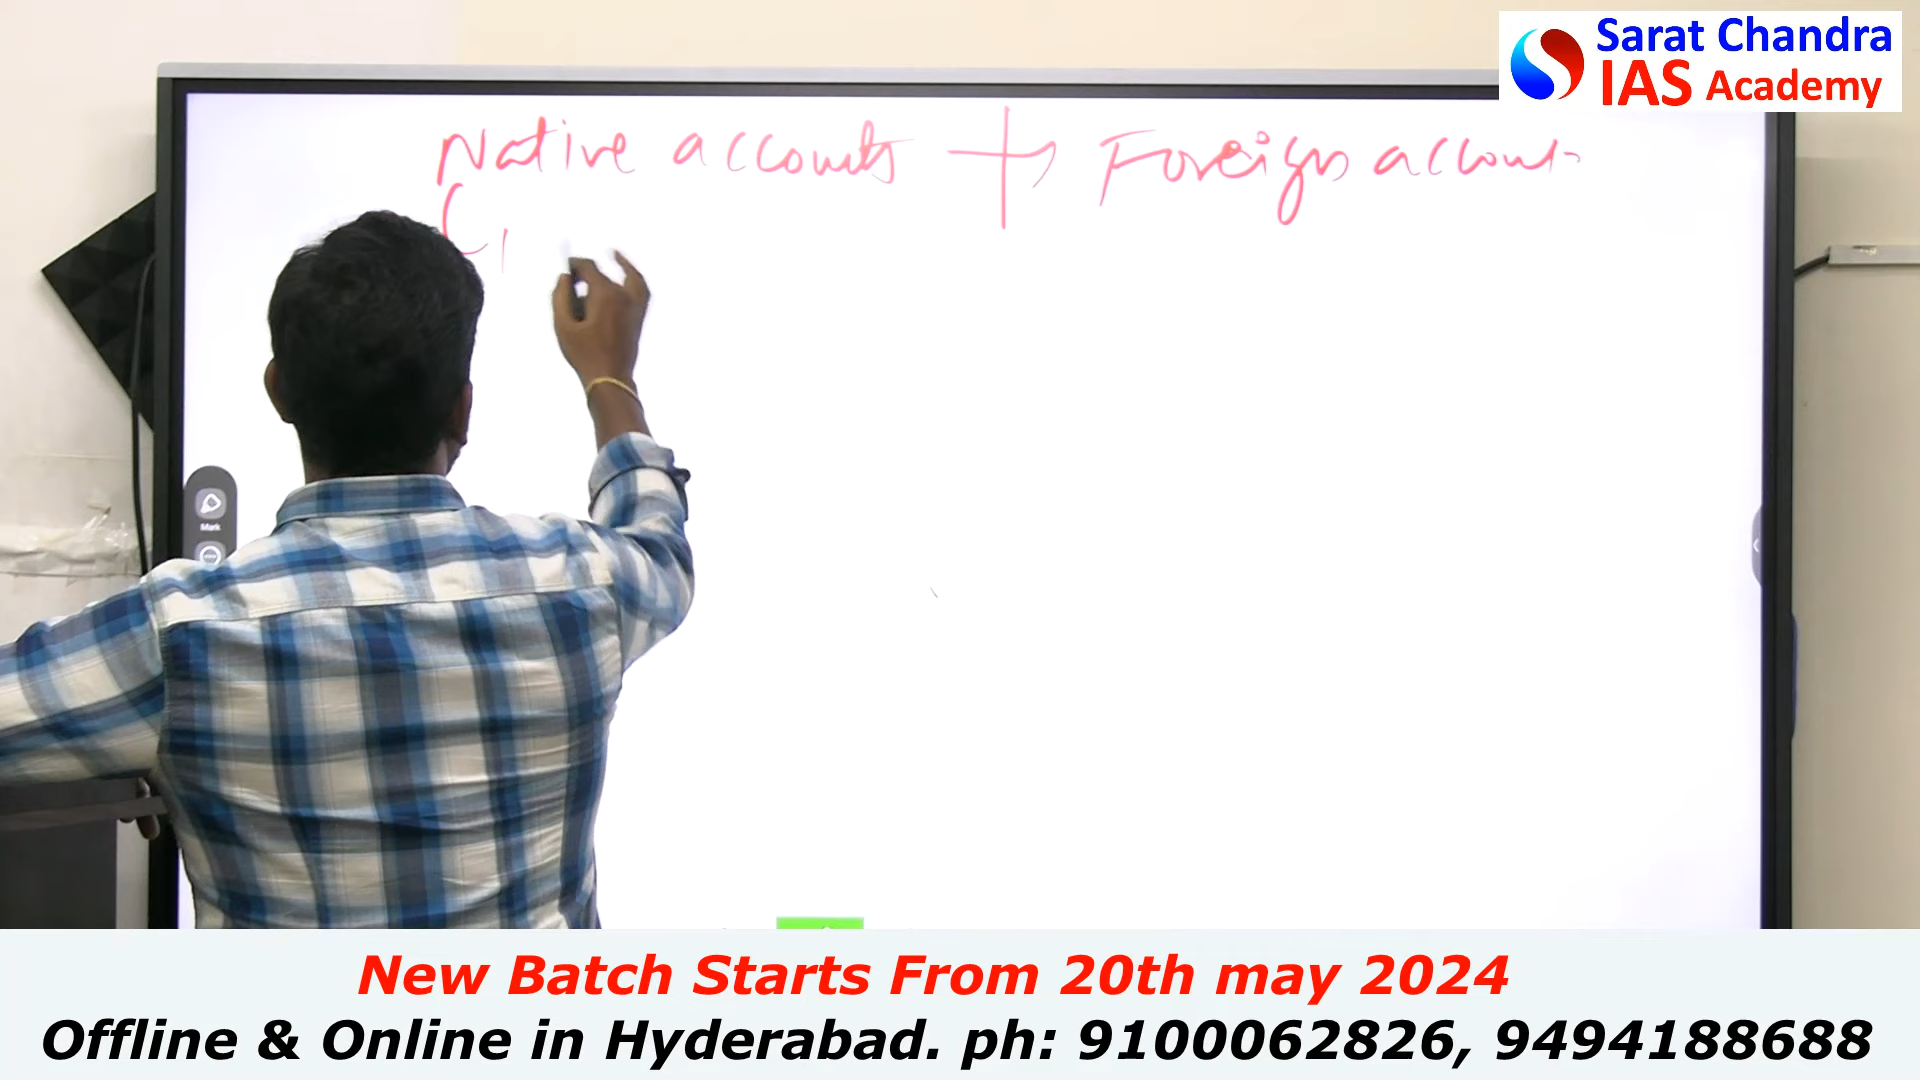 Sarat Chandra
IAS Academy
Native accounts → Foreign accounts
Mark
New Batch Starts From 20th may 2024
Offline & Online in Hyderabad. ph: 9100062826, 9494188688